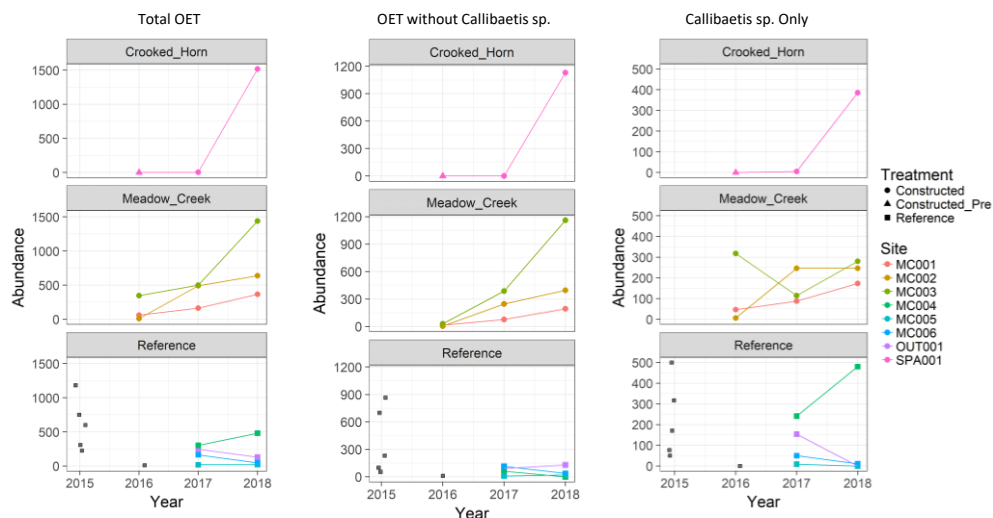 Total OET
OET without Callibaetis sp.
Callibaetis sp. Only
Crooked_Horn
1500
1000
500
0
Meadow_Creek
1500
1000
500
0
Reference
1500
1000
500
0
2015 2016 2017 2018
Year
Abundance
Crooked_Horn
1200
900
600
300
0
Meadow_Creek
1200
900
600
300
0
Reference
1200
900
600
300
0
2015 2016 2017 2018
Year
Abundance
Crooked_Horn
500
400
300
200
100
0
Meadow_Creek
500
400
300
200
100
0
Reference
500
400
300
200
100
0
2015 2016 2017 2018
Year
Abundance
Treatment
Constructed
Constructed_Pre
Reference
Site
MC001
MC002
MC003
MC004
MC005
MC006
OUT001
SPA001